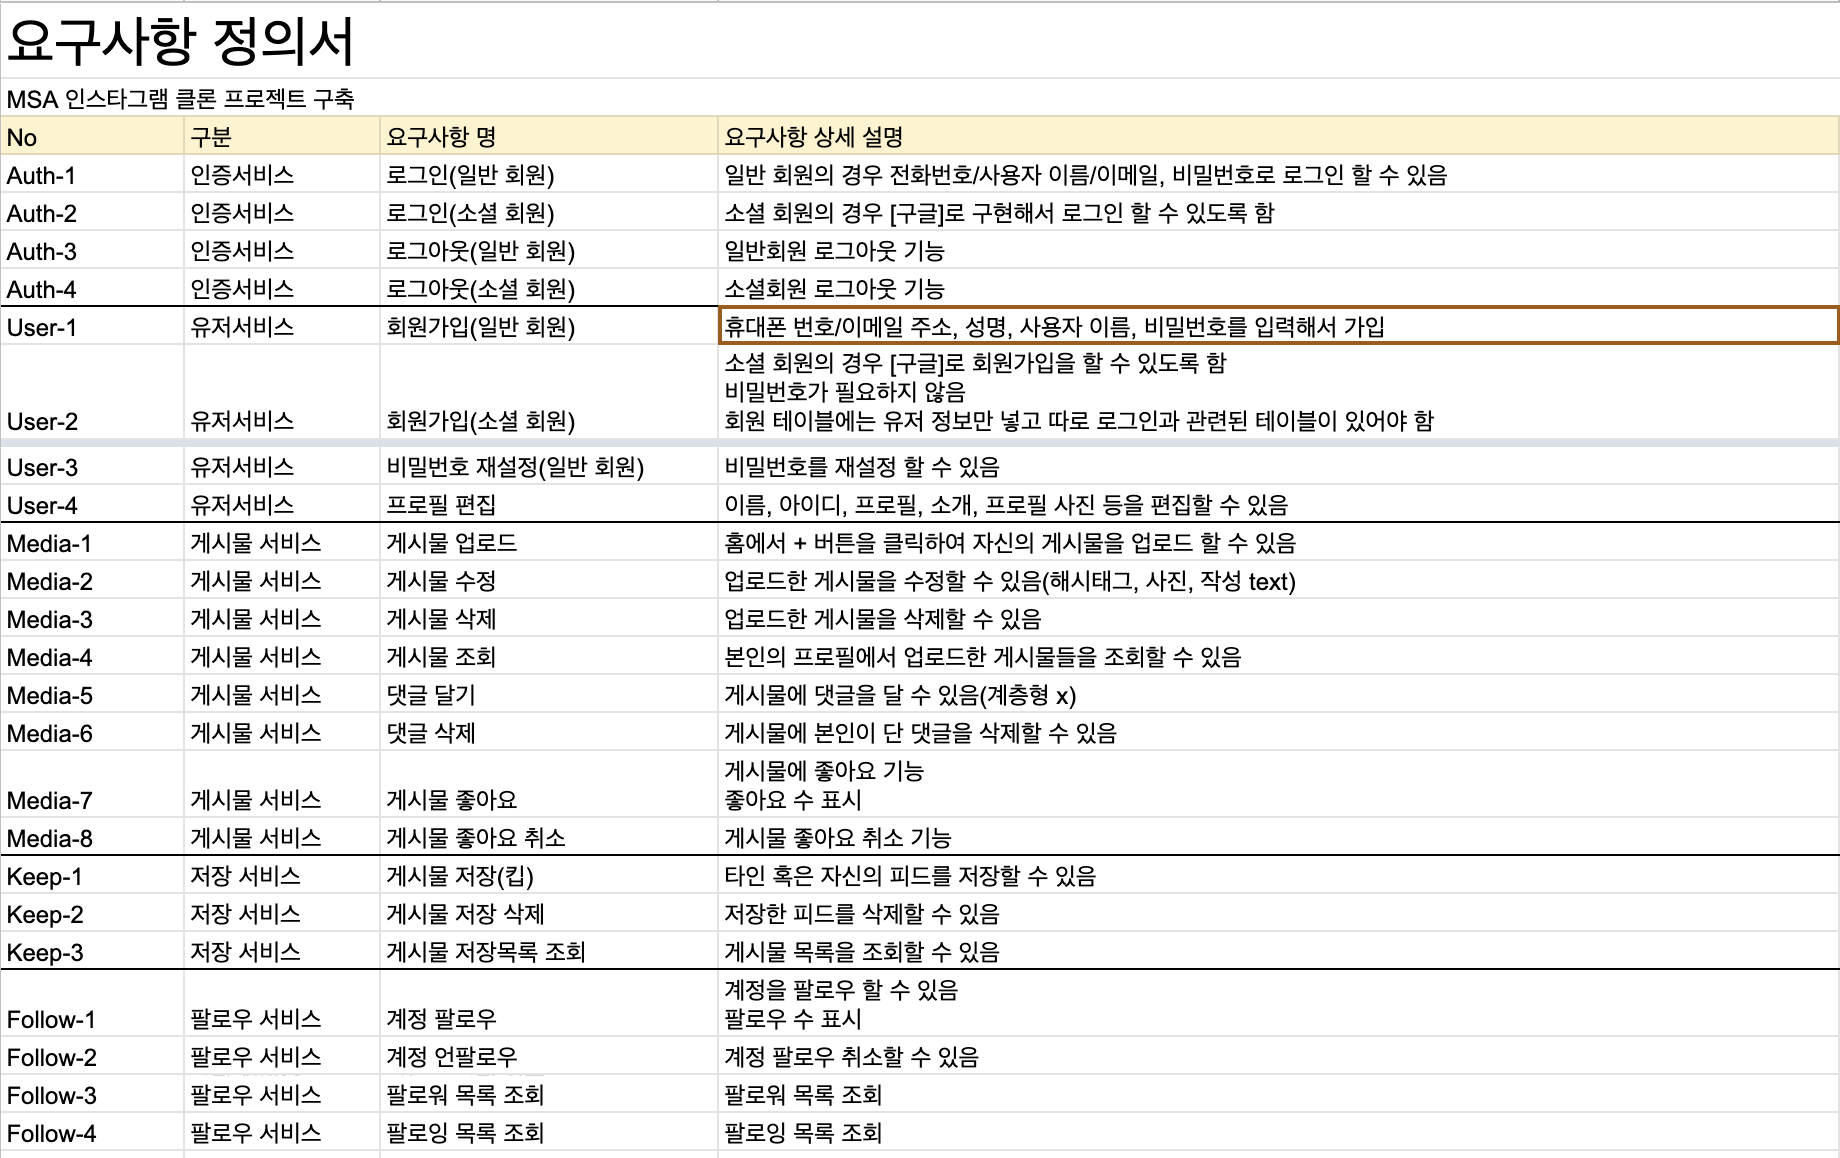 요구사항 정의서
MSA 인스타그램 클론 프로젝트 구축
No 구분 요구사항 명 요구사항 상세 설명
Auth-1 인증서비스 로그인(일반 회원) 일반 회원의 경우 전화번호/사용자 이름/이메일, 비밀번호로 로그인 할 수 있음
Auth-2 인증서비스 로그인(소셜 회원) 소셜 회원의 경우 [구글]로 구현해서 로그인 할 수 있도록 함
Auth-3 인증서비스 로그아웃(일반 회원) 일반회원 로그아웃 기능
Auth-4 인증서비스 로그아웃(소셜 회원) 소셜회원 로그아웃 기능
User-1 유저서비스 회원가입(일반 회원) 휴대폰 번호/이메일 주소, 성명, 사용자 이름, 비밀번호를 입력해서 가입
소셜 회원의 경우 [구글]로 회원가입을 할 수 있도록 함
비밀번호가 필요하지 않음
User-2 유저서비스 회원가입(소셜 회원) 회원 테이블에는 유저 정보만 넣고 따로 로그인과 관련된 테이블이 있어야 함
User-3 유저서비스 비밀번호 재설정(일반 회원) 비밀번호를 재설정 할 수 있음
User-4 유저서비스 프로필 편집 이름, 아이디, 프로필, 소개, 프로필 사진 등을 편집할 수 있음
Media-1 게시물 서비스 게시물 업로드 홈에서 + 버튼을 클릭하여 자신의 게시물을 업로드 할 수 있음
Media-2 게시물 서비스 게시물 수정 업로드한 게시물을 수정할 수 있음(해시태그, 사진, 작성 text)
Media-3 게시물 서비스 게시물 삭제 업로드한 게시물을 삭제할 수 있음
Media-4 게시물 서비스 게시물 조회 본인의 프로필에서 업로드한 게시물들을 조회할 수 있음
Media-5 게시물 서비스 댓글 달기 게시물에 댓글을 달 수 있음(계층형 x)
Media-6 게시물 서비스 댓글 삭제 게시물에 본인이 단 댓글을 삭제할 수 있음
게시물에 좋아요 기능
Media-7 게시물 서비스 게시물 좋아요 좋아요 수 표시
Media-8 게시물 서비스 게시물 좋아요 취소 게시물 좋아요 취소 기능
Keep-1 저장 서비스 게시물 저장(킵) 타인 혹은 자신의 피드를 저장할 수 있음
Keep-2 저장 서비스 게시물 저장 삭제 저장한 피드를 삭제할 수 있음
Keep-3 저장 서비스 게시물 저장목록 조회 게시물 목록을 조회할 수 있음
계정을 팔로우 할 수 있음
Follow-1 팔로우 서비스 계정 팔로우 팔로우 수 표시
Follow-2 팔로우 서비스 계정 언팔로우 계정 팔로우 취소할 수 있음
Follow-3 팔로우 서비스 팔로워 목록 조회 팔로워 목록 조회
Follow-4 팔로우 서비스 팔로잉 목록 조회 팔로잉 목록 조회